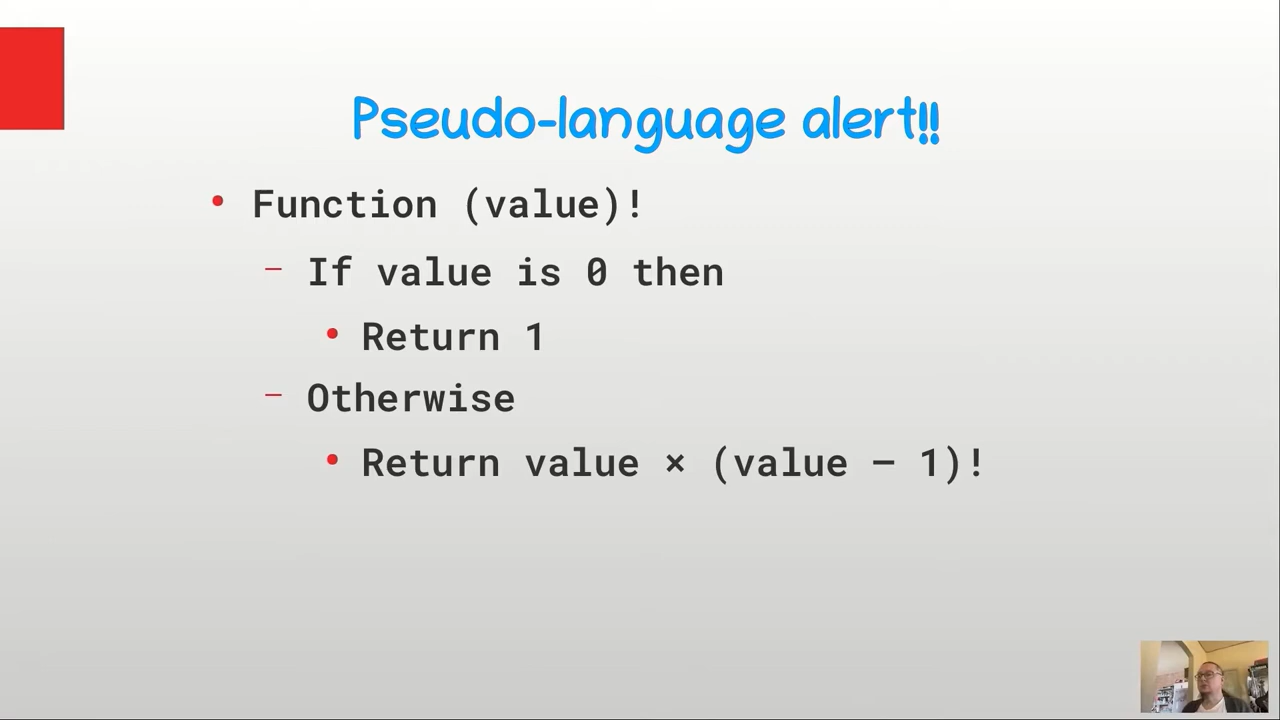 Pseudo-language alert!!
• Function (value)!
– If value is 0 then
• Return 1
– Otherwise
• Return value × (value – 1)!